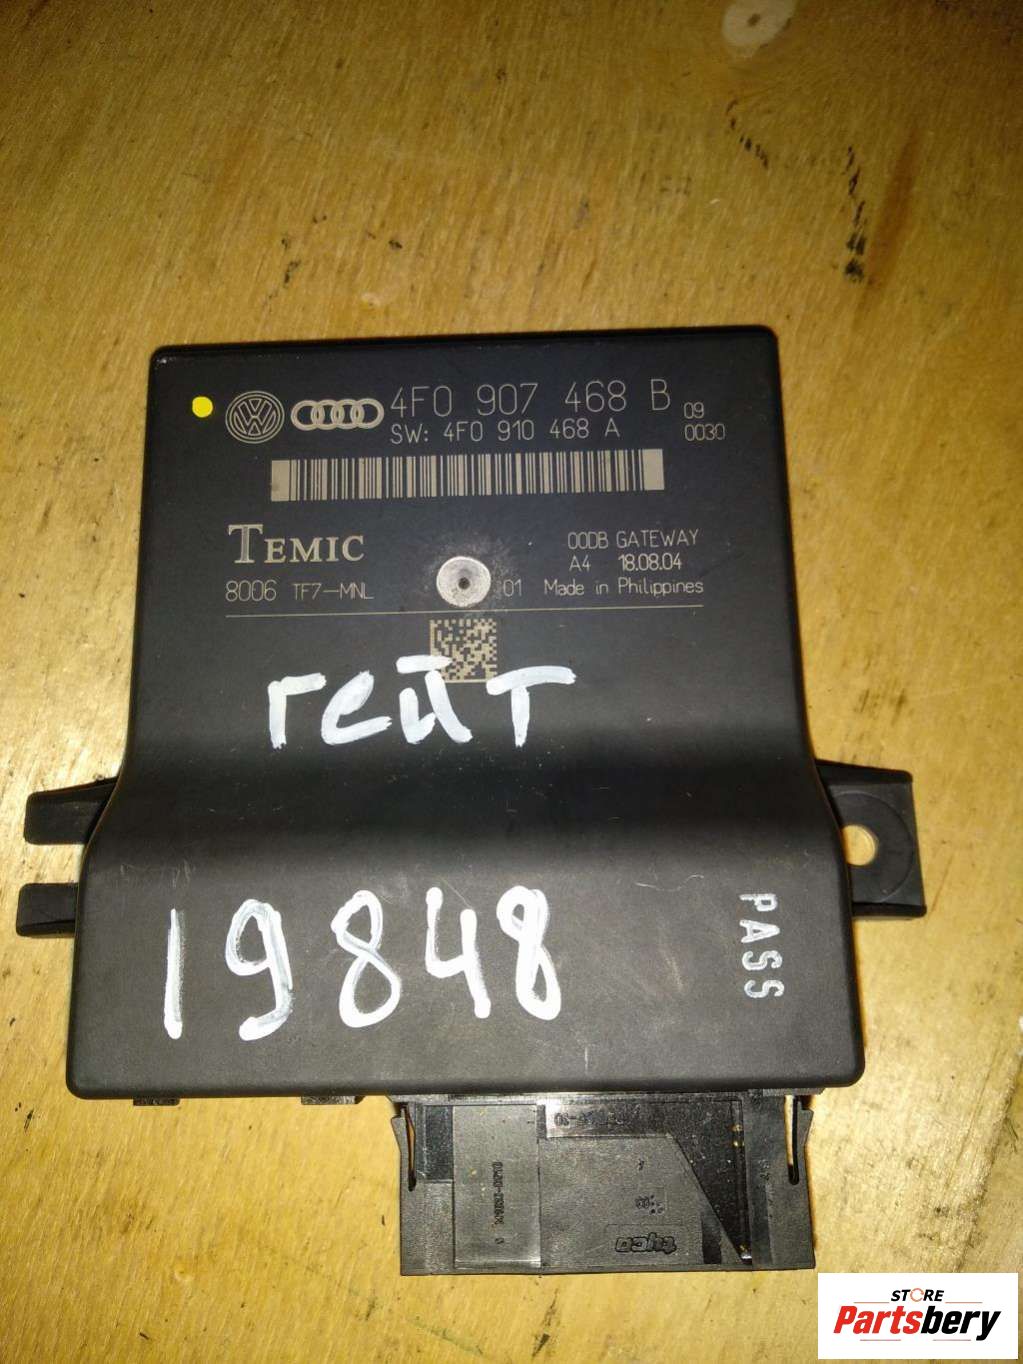 4F0 907 468 B 09
SW: 4F0 910 468 A 0030
TEMIC
00DB GATEWAY
A4 18.08.04
8006 TF7-MNL 01 Made in Philippines
гейт
19848
PASS
tyco
STORE
Partsbery